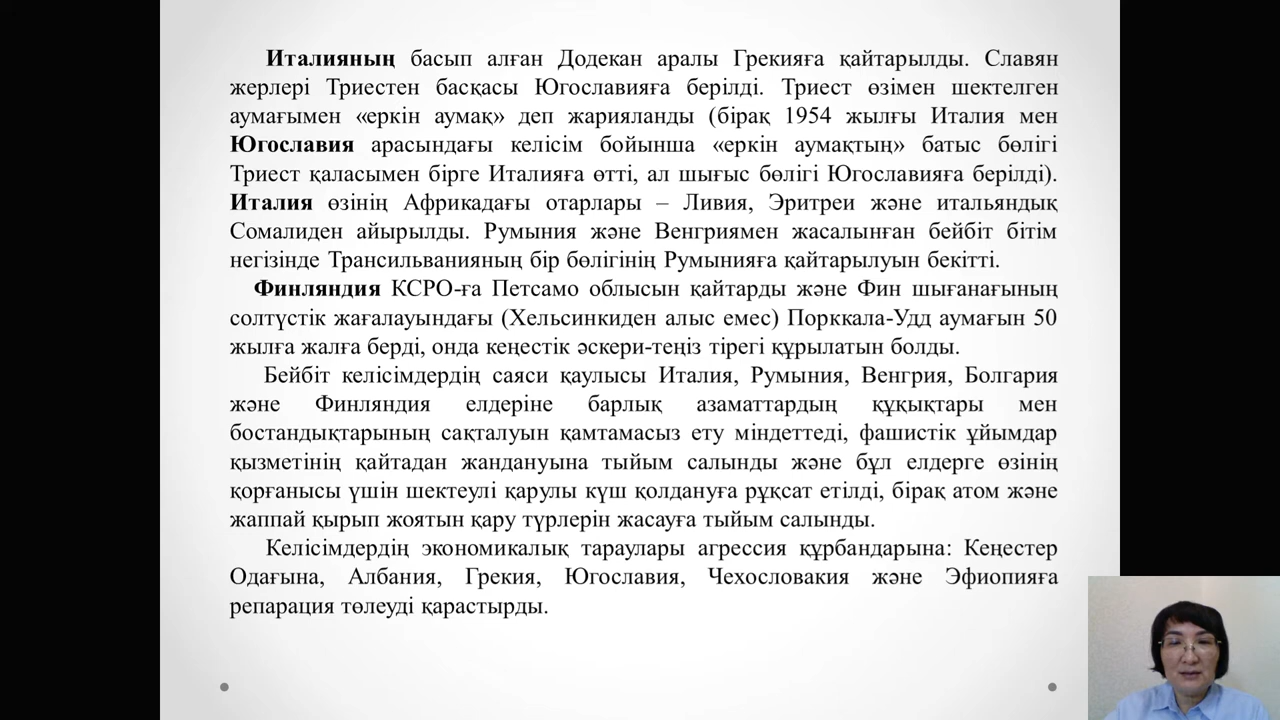 Италияның басып алған Додекан аралы Грекияға қайтарылды. Славян
жерлері Триестен басқасы Югославияға берілді. Триест өзімен шектелген
аумағымен «еркін аумақ» деп жарияланды (бірақ 1954 жылғы Италия мен
Югославия арасындағы келісім бойынша «еркін аумақтың» батыс бөлігі
Триест қаласымен бірге Италияға өтті, ал шығыс бөлігі Югославияға берілді).
Италия өзінің Африкадағы отарлары – Ливия, Эритреи және итальяндық
Сомалиден айырылды. Румыния және Венгриямен жасалынған бейбіт бітім
негізінде Трансильванияның бір бөлігінің Румынияға қайтарылуын бекітті.
Финляндия КСРО-ға Петсамо облысын қайтарды және Фин шығанағының
солтүстік жағалауындағы (Хельсинкиден алыс емес) Порккала-Удд аумағын 50
жылға жалға берді, онда кеңестік әскери-теңіз тірегі құрылатын болды.
Бейбіт келісімдердің саяси қаулысы Италия, Румыния, Венгрия, Болгария
және Финляндия елдеріне барлық азаматтардың құқықтары мен
бостандықтарының сақталуын қамтамасыз ету міндеттеді, фашистік ұйымдар
қызметінің қайтадан жандануына тыйым салынды және бұл елдерге өзінің
қорғанысы үшін шектеулі қарулы күш қолдануға рұқсат етілді, бірақ атом және
жаппай қырып жоятын қару түрлерін жасауға тыйым салынды.
Келісімдердің экономикалық тараулары агрессия құрбандарына: Кеңестер
Одағына, Албания, Грекия, Югославия, Чехословакия және Эфиопияға
репарация төлеуді қарастырды.